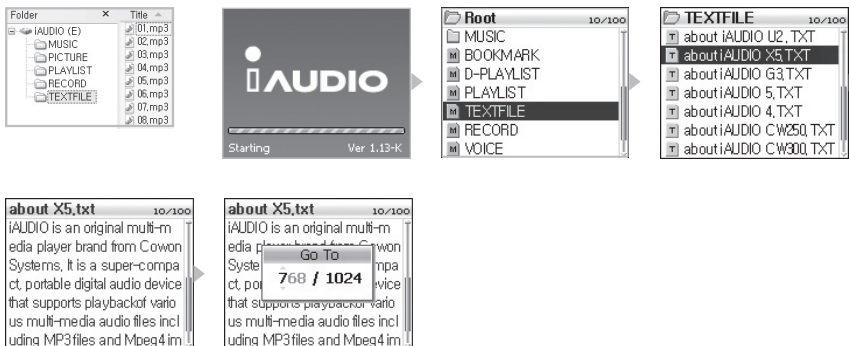 Folder × Title
iAUDIO (E)
MUSIC
PICTURE
PLAYLIST
RECORD
TEXTFILE
01.mp3
02.mp3
03.mp3
04.mp3
05.mp3
06.mp3
07.mp3
08.mp3
iAUDIO
Starting Ver 1.13-K
Root 10/100
MUSIC
BOOKMARK
D-PLAYLIST
PLAYLIST
TEXTFILE
RECORD
VOICE
TEXTFILE 10/100
about iAUDIO U2, TXT
about iAUDIO X5, TXT
about iAUDIO G3, TXT
about iAUDIO 5, TXT
about iAUDIO 4, TXT
about iAUDIO CW250, TXT
about iAUDIO CW300, TXT
about X5.txt 10/100
iAUDIO is an original multi-m
edia player brand from Cowon
Systems, It is a super-compa
ct, portable digital audio device
that supports playbackof vario
us multi-media audio files incl
uding MP3 files and Mpeg4 im
about X5.txt 10/100
iAUDIO is an original multi-m
edia
Syste
ct, por
Go To
768 / 1024
that supports playbackof vario
us multi-media audio files incl
uding MP3 files and Mpeg4 im